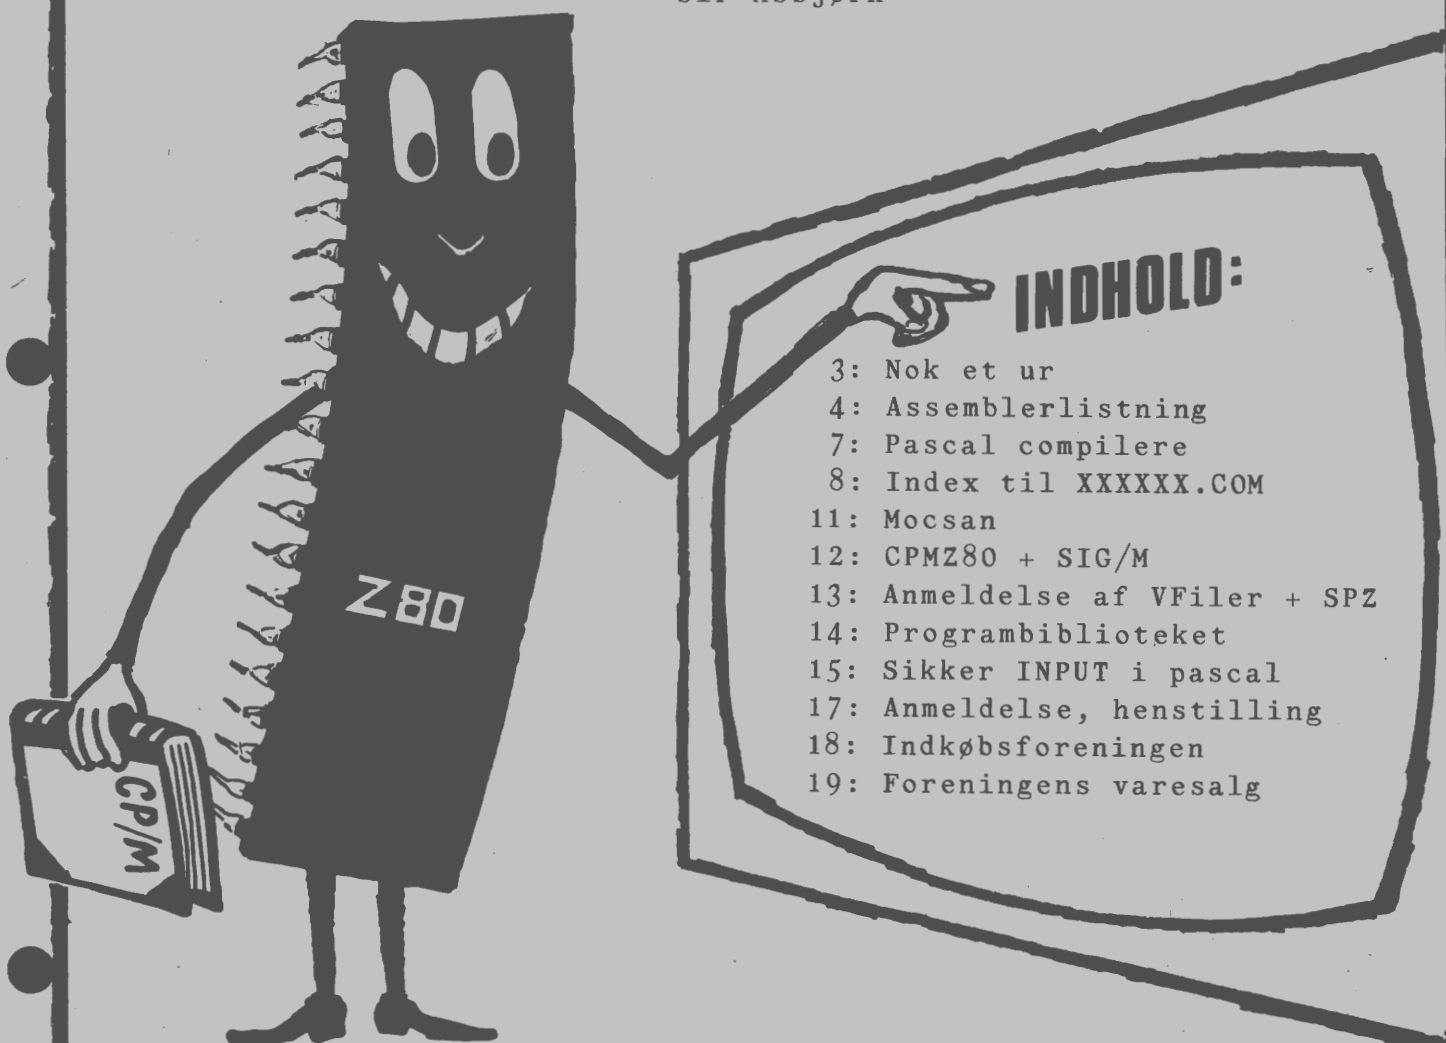 INDHOLD:
3: Nok et ur
4: Assemblerlistning
7: Pascal compilere
8: Index til XXXXXX.COM
11: Mocsan
12: CPMZ80 + SIG/M
13: Anmeldelse af VFiler + SPZ
14: Programbiblioteket
15: Sikker INPUT i pascal
17: Anmeldelse, henstilling
18: Indkøbsforeningen
19: Foreningens varesalg
Z80
CP/M